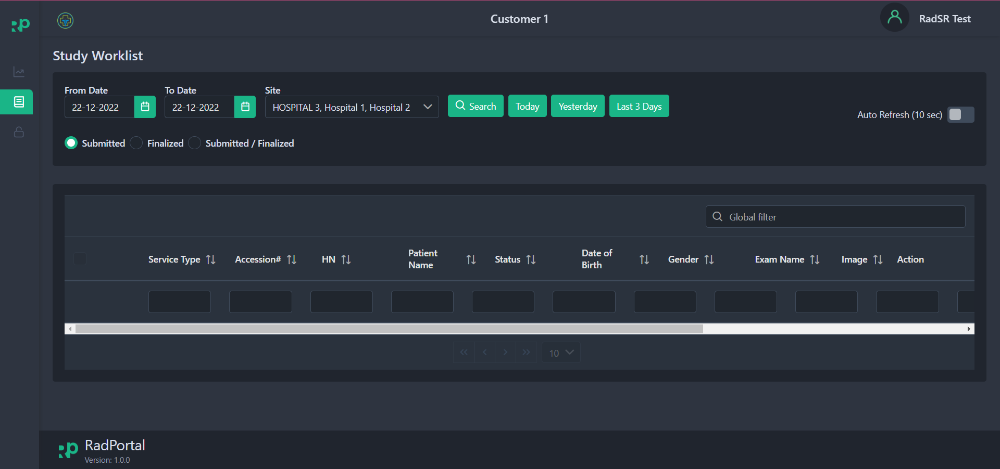 RP
Customer 1
RadSR Test
Study Worklist
From Date
To Date
Site
22-12-2022
22-12-2022
HOSPITAL 3, Hospital 1, Hospital 2
Search
Today
Yesterday
Last 3 Days
Auto Refresh (10 sec)
Submitted
Finalized
Submitted / Finalized
Global filter
Service Type
Accession#
HN
Patient
Name
Status
Date of
Birth
Gender
Exam Name
Image
Action
10
RP
RadPortal
Version: 1.0.0